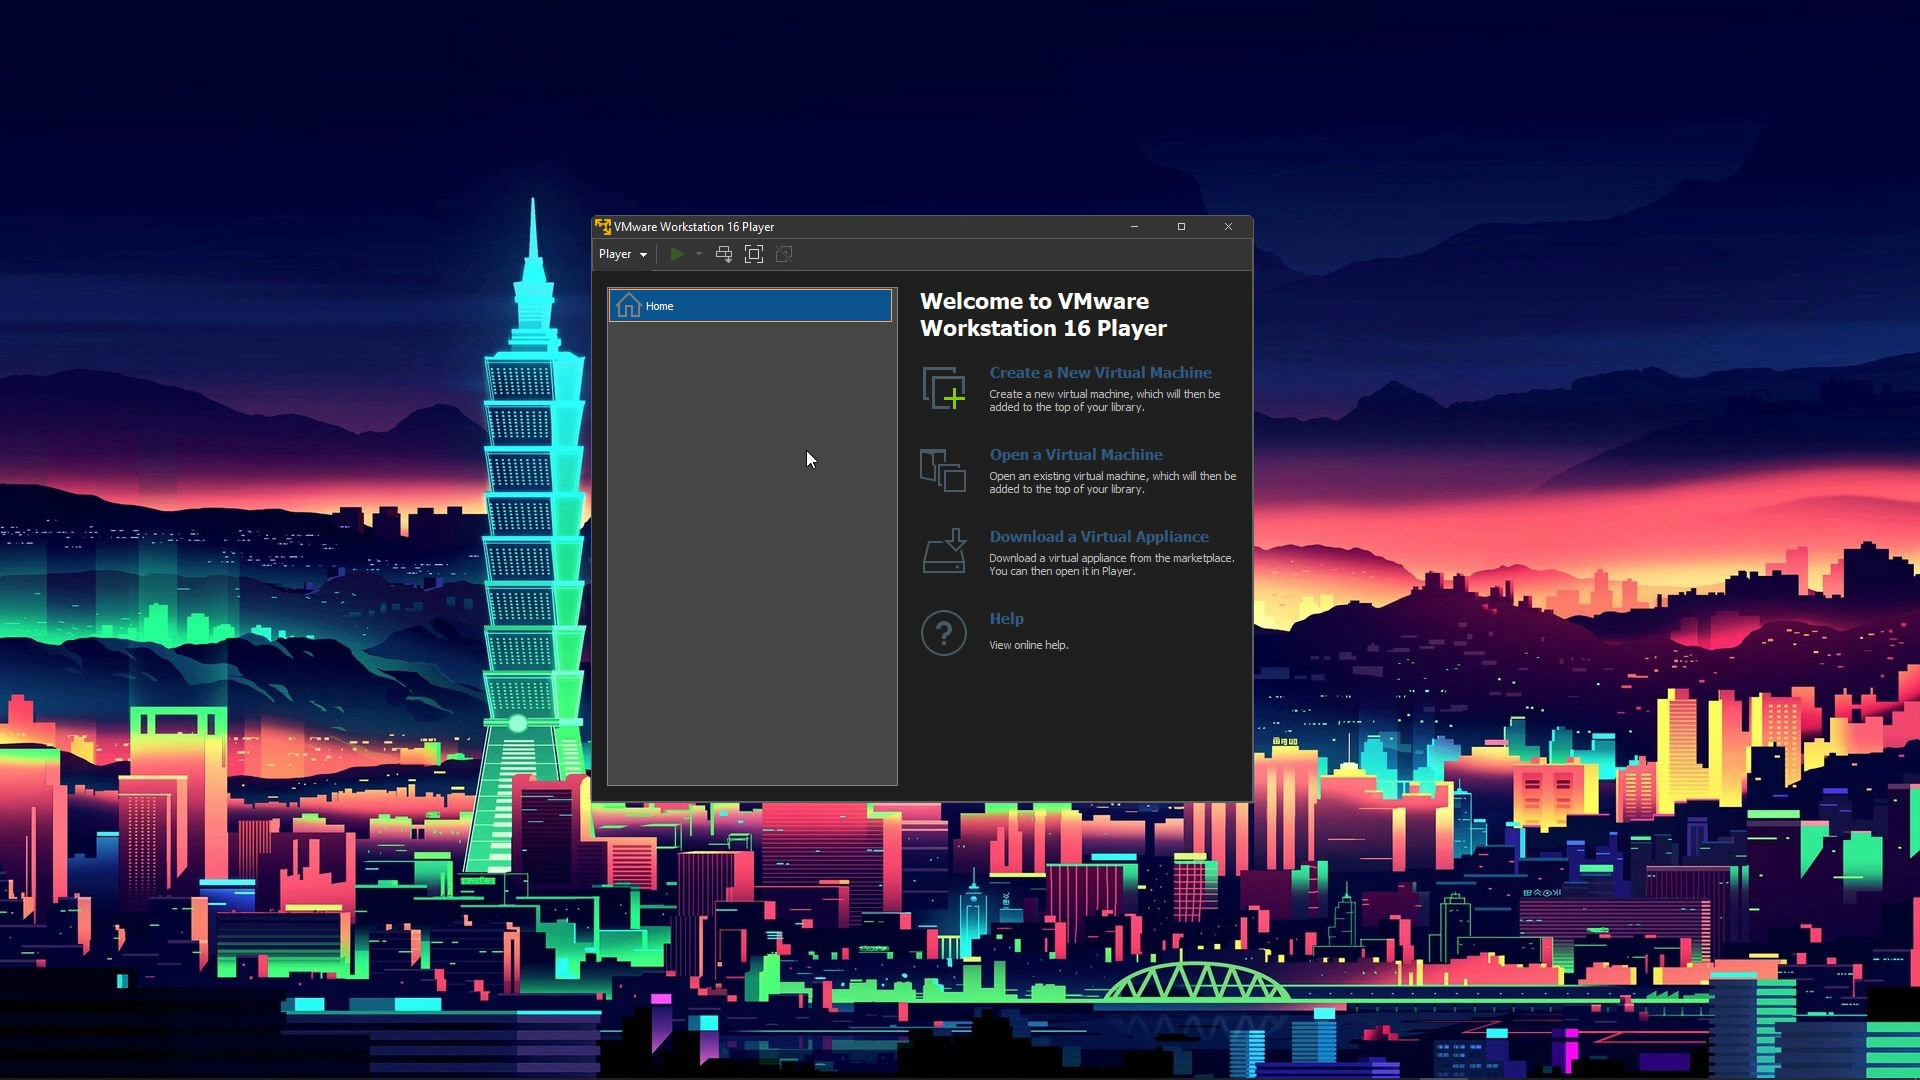 VMware Workstation 16 Player
Player
Home
Welcome to VMware
Workstation 16 Player
Create a New Virtual Machine
Create a new virtual machine, which will then be
added to the top of your library.
Open a Virtual Machine
Open an existing virtual machine, which will then be
added to the top of your library.
Download a Virtual Appliance
Download a virtual appliance from the marketplace.
You can then open it in Player.
Help
View online help.